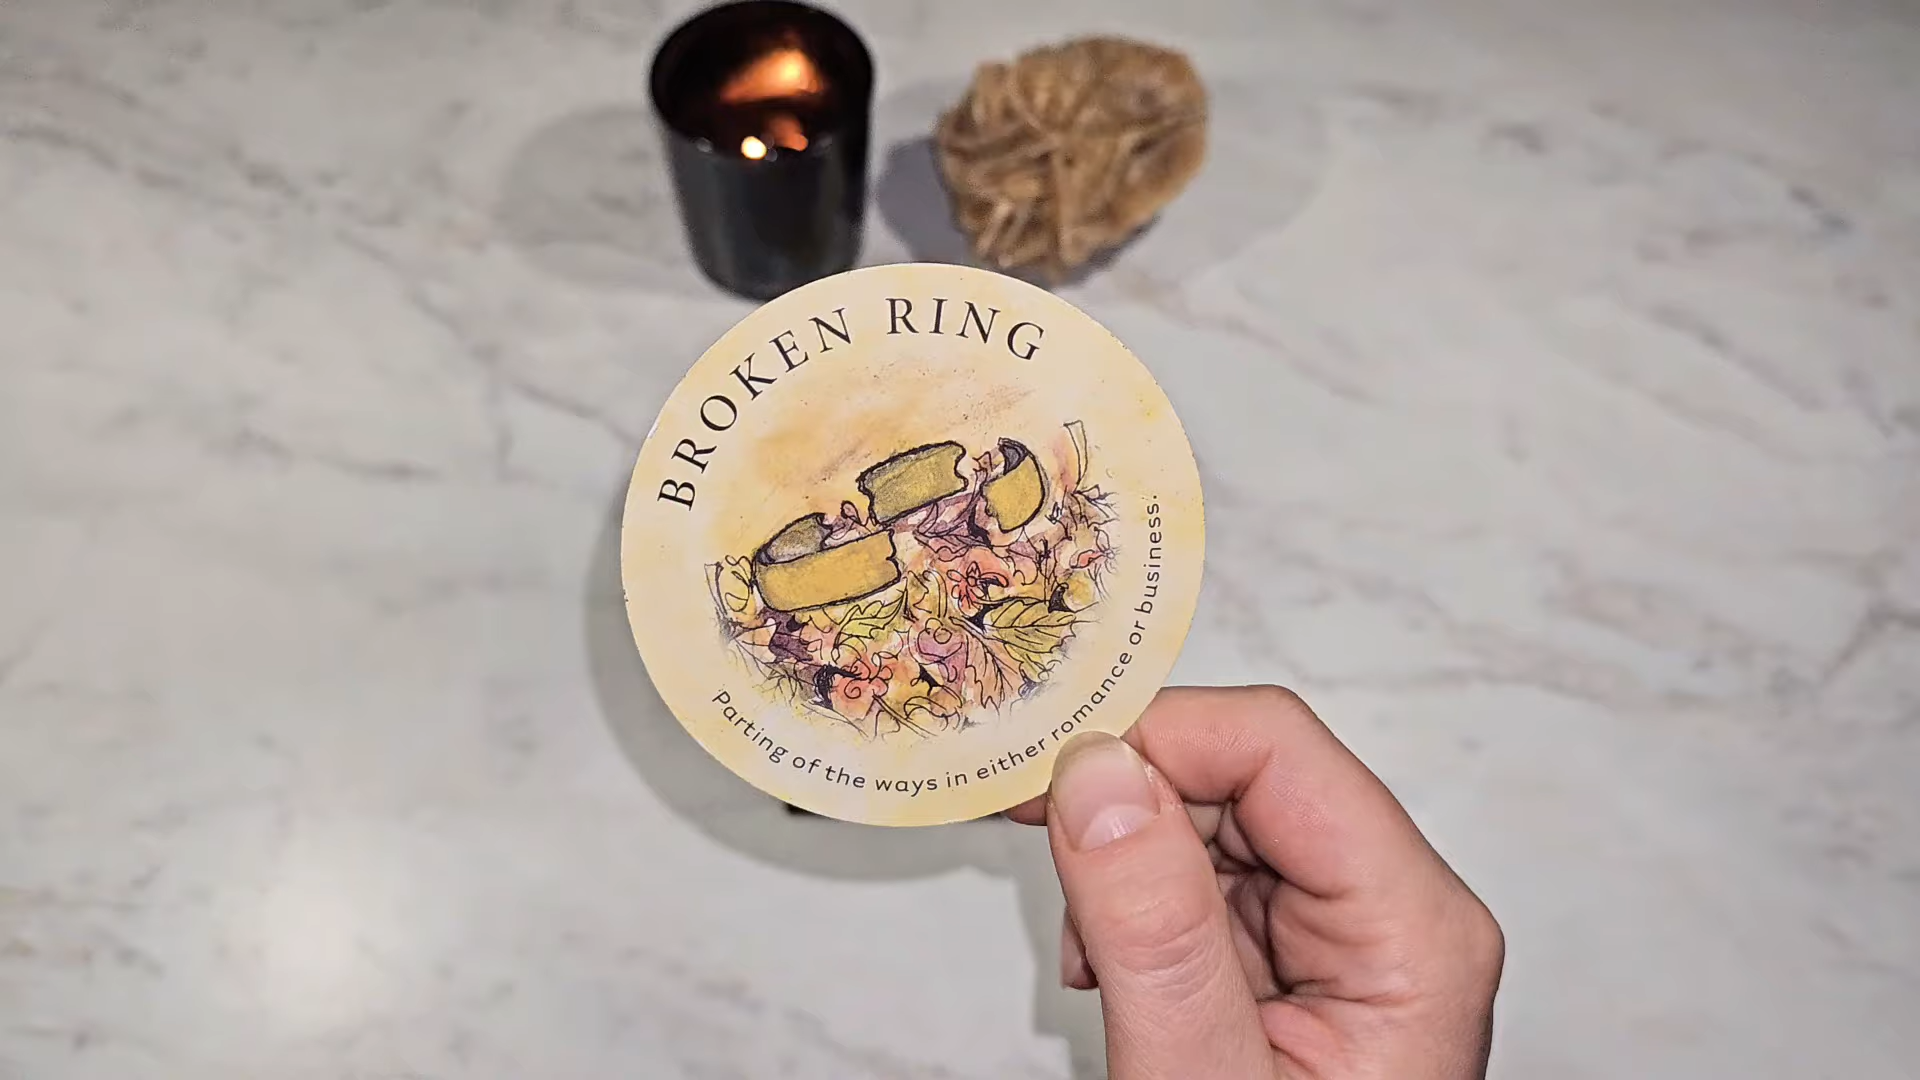 BROKEN RING
Parting of the ways in either romance or business.